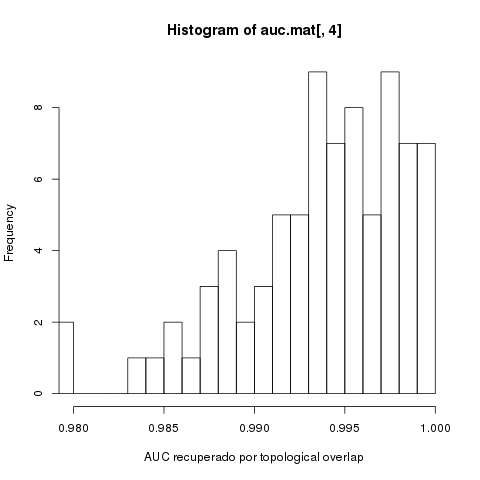 Histogram of auc.mat[, 4]
Frequency
8
6
4
2
0
0.980 0.985 0.990 0.995 1.000
AUC recuperado por topological overlap